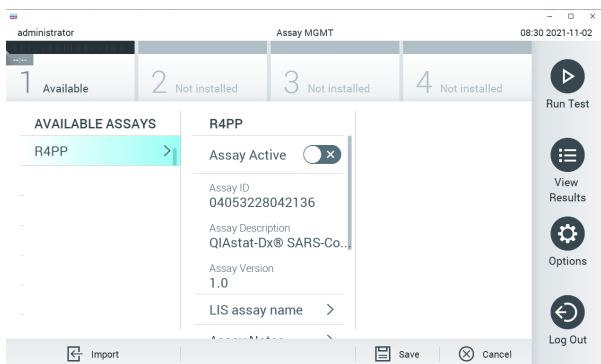 administrator
Assay MGMT
08:30 2021-11-02
--:--
1 Available
2 Not installed
3 Not installed
4 Not installed
Run Test
AVAILABLE ASSAYS
R4PP
R4PP
Assay Active
Assay ID
04053228042136
Assay Description
QIAstat-Dx® SARS-Co...
Assay Version
1.0
LIS assay name
Assay Notes
View
Results
Options
Log Out
Import
Save
Cancel